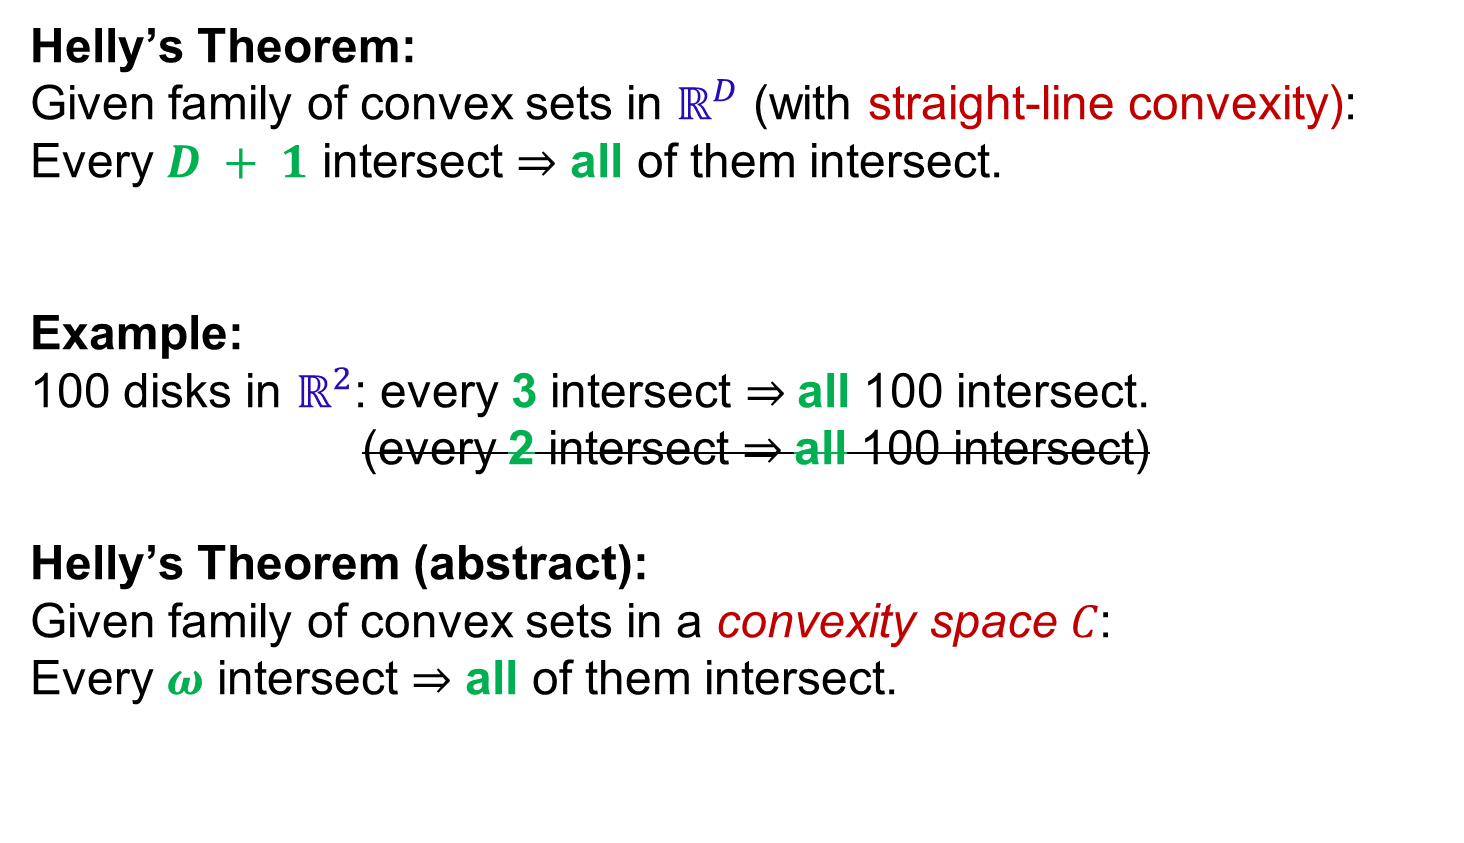 Helly’s Theorem:
Given family of convex sets in ℝ^D (with straight-line convexity):
Every D + 1 intersect ⇒ all of them intersect.
Example:
100 disks in ℝ²: every 3 intersect ⇒ all 100 intersect.
(every 2 intersect ⇒ all 100 intersect)
Helly’s Theorem (abstract):
Given family of convex sets in a convexity space C:
Every ω intersect ⇒ all of them intersect.